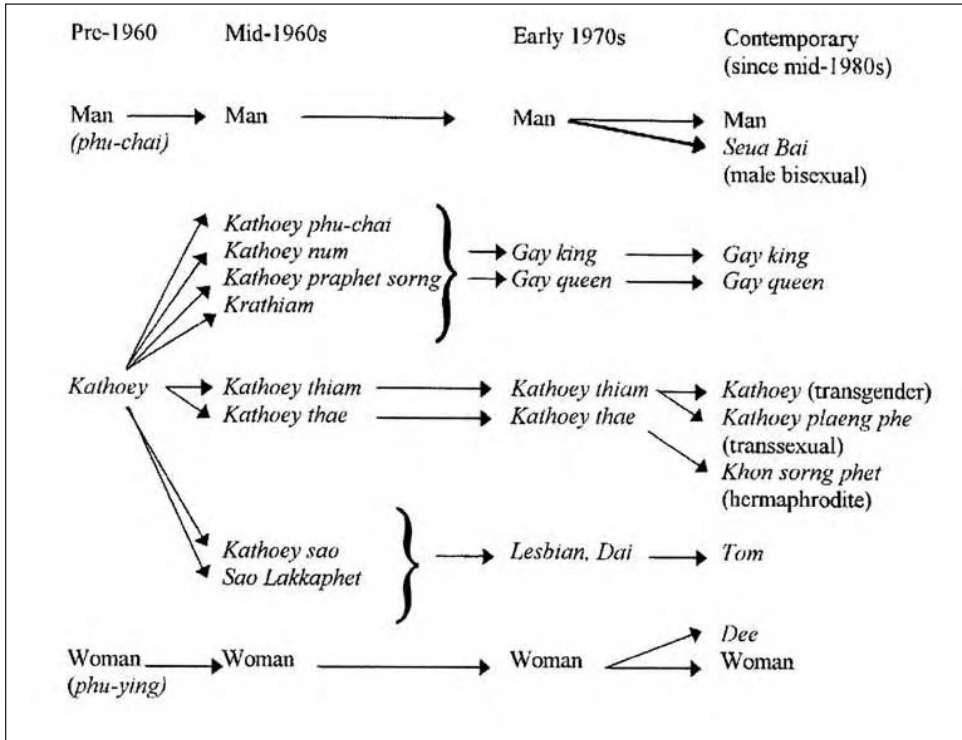 Pre-1960 Mid-1960s Early 1970s Contemporary
(since mid-1980s)
Man Man Man Man
(phu-chai) Seua Bai
(male bisexual)
Kathoey phu-chai
Kathoey num Gay king Gay king
Kathoey praphet sorng Gay queen Gay queen
Krathiam
Kathoey Kathoey thiam Kathoey thiam Kathoey (transgender)
Kathoey thae Kathoey thae Kathoey plaeng phe
(transsexual)
Khon sorng phet
(hermaphrodite)
Kathoey sao Lesbian, Dai Tom
Sao Lakkaphet
Dee
Woman Woman Woman Woman
(phu-ying)